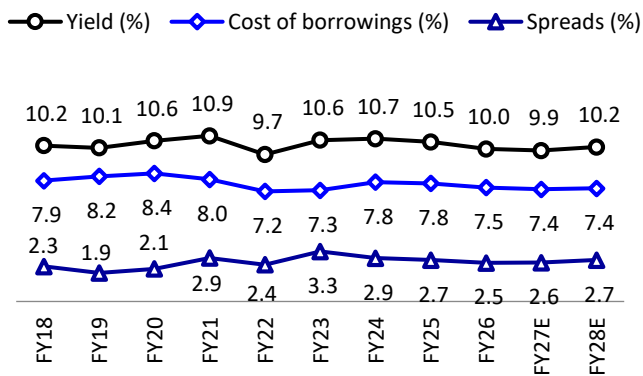 Yield (%) Cost of borrowings (%) Spreads (%)
10.2 10.1 10.6 10.9 9.7 10.6 10.7 10.5 10.0 9.9 10.2
7.9 8.2 8.4 8.0 7.2 7.3 7.8 7.8 7.5 7.4 7.4
2.3 1.9 2.1 2.9 2.4 3.3 2.9 2.7 2.5 2.6 2.7
FY18 FY19 FY20 FY21 FY22 FY23 FY24 FY25 FY26 FY27E FY28E